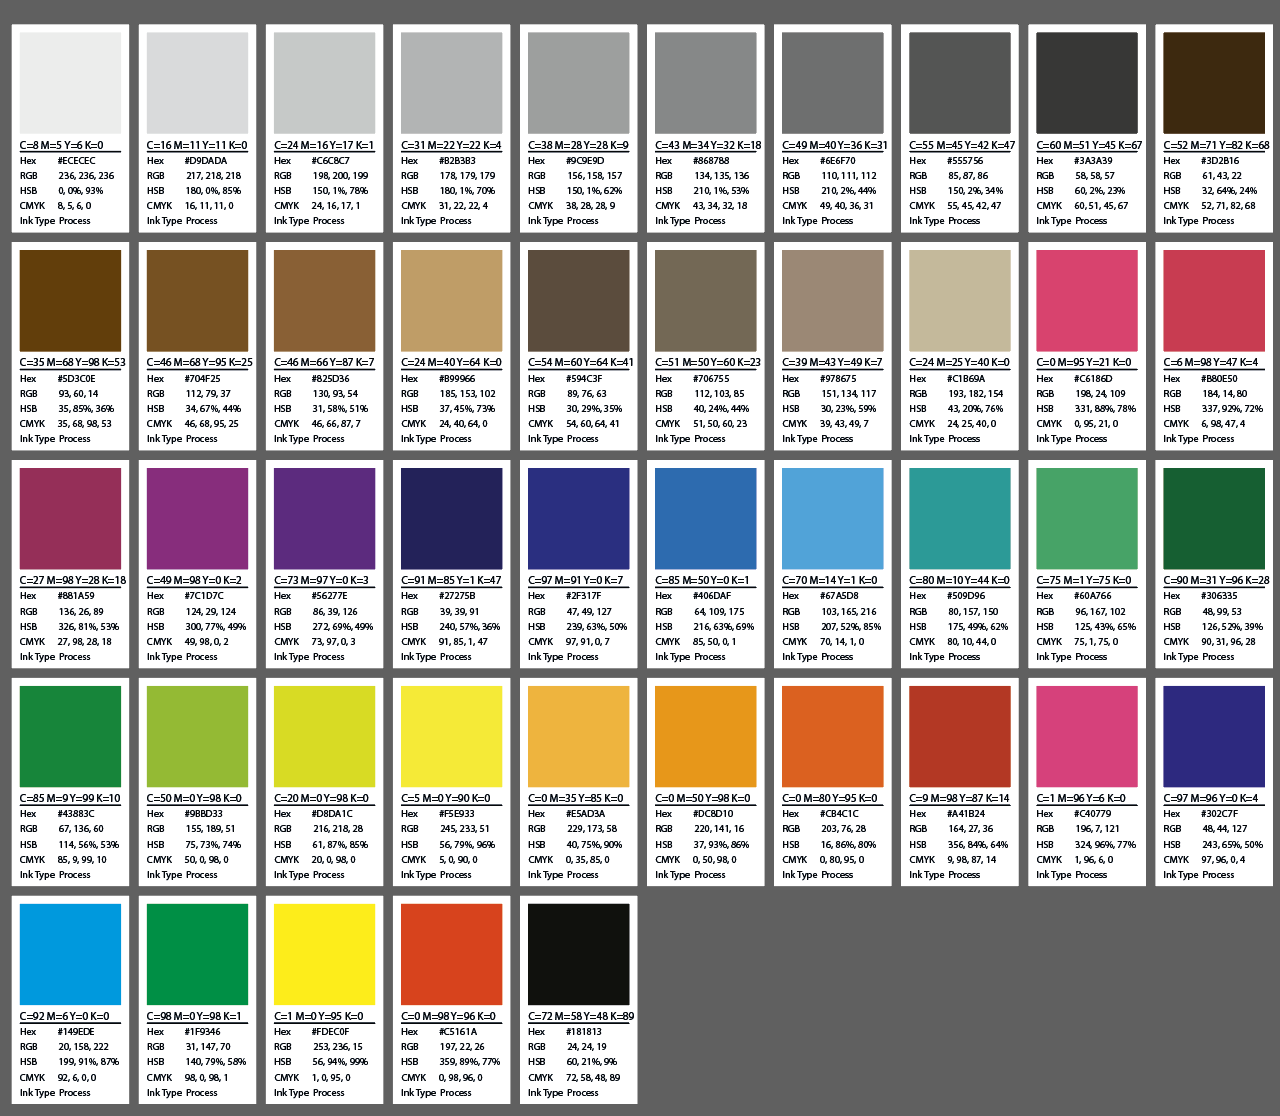 C=8 M=5 Y=6 K=0
Hex #ECECEC
RGB 236, 236, 236
HSB 0, 0%, 93%
CMYK 8, 5, 6, 0
Ink Type Process
C=16 M=11 Y=11 K=0
Hex #D9DADA
RGB 217, 218, 218
HSB 180, 0%, 85%
CMYK 16, 11, 11, 0
Ink Type Process
C=24 M=16 Y=17 K=1
Hex #C6C8C7
RGB 198, 200, 199
HSB 150, 1%, 78%
CMYK 24, 16, 17, 1
Ink Type Process
C=31 M=22 Y=22 K=4
Hex #B2B3B3
RGB 178, 179, 179
HSB 180, 1%, 70%
CMYK 31, 22, 22, 4
Ink Type Process
C=38 M=28 Y=28 K=9
Hex #9C9E9D
RGB 156, 158, 157
HSB 150, 1%, 62%
CMYK 38, 28, 28, 9
Ink Type Process
C=43 M=34 Y=32 K=18
Hex #868788
RGB 134, 135, 136
HSB 210, 1%, 53%
CMYK 43, 34, 32, 18
Ink Type Process
C=49 M=40 Y=36 K=31
Hex #6E6F70
RGB 110, 111, 112
HSB 210, 2%, 44%
CMYK 49, 40, 36, 31
Ink Type Process
C=55 M=45 Y=42 K=47
Hex #555756
RGB 85, 87, 86
HSB 150, 2%, 34%
CMYK 55, 45, 42, 47
Ink Type Process
C=60 M=51 Y=45 K=67
Hex #3A3A39
RGB 58, 58, 57
HSB 60, 2%, 23%
CMYK 60, 51, 45, 67
Ink Type Process
C=52 M=71 Y=82 K=68
Hex #3D2B16
RGB 61, 43, 22
HSB 32, 64%, 24%
CMYK 52, 71, 82, 68
Ink Type Process
C=35 M=68 Y=98 K=53
Hex #5D3C0E
RGB 93, 60, 14
HSB 35, 85%, 36%
CMYK 35, 68, 98, 53
Ink Type Process
C=46 M=68 Y=95 K=25
Hex #704F25
RGB 112, 79, 37
HSB 34, 67%, 44%
CMYK 46, 68, 95, 25
Ink Type Process
C=46 M=66 Y=87 K=7
Hex #825D36
RGB 130, 93, 54
HSB 31, 58%, 51%
CMYK 46, 66, 87, 7
Ink Type Process
C=24 M=40 Y=64 K=0
Hex #B99966
RGB 185, 153, 102
HSB 37, 45%, 73%
CMYK 24, 40, 64, 0
Ink Type Process
C=54 M=60 Y=64 K=41
Hex #594C3F
RGB 89, 76, 63
HSB 30, 29%, 35%
CMYK 54, 60, 64, 41
Ink Type Process
C=51 M=50 Y=60 K=23
Hex #706755
RGB 112, 103, 85
HSB 40, 24%, 44%
CMYK 51, 50, 60, 23
Ink Type Process
C=39 M=43 Y=49 K=7
Hex #978675
RGB 151, 134, 117
HSB 30, 23%, 59%
CMYK 39, 43, 49, 7
Ink Type Process
C=24 M=25 Y=40 K=0
Hex #C1B69A
RGB 193, 182, 154
HSB 43, 20%, 76%
CMYK 24, 25, 40, 0
Ink Type Process
C=0 M=95 Y=21 K=0
Hex #C6186D
RGB 198, 24, 109
HSB 331, 88%, 78%
CMYK 0, 95, 21, 0
Ink Type Process
C=6 M=98 Y=47 K=4
Hex #B80E50
RGB 184, 14, 80
HSB 337, 92%, 72%
CMYK 6, 98, 47, 4
Ink Type Process
C=27 M=98 Y=28 K=18
Hex #881A59
RGB 136, 26, 89
HSB 326, 81%, 53%
CMYK 27, 98, 28, 18
Ink Type Process
C=49 M=98 Y=0 K=2
Hex #7C1D7C
RGB 124, 29, 124
HSB 300, 77%, 49%
CMYK 49, 98, 0, 2
Ink Type Process
C=73 M=97 Y=0 K=3
Hex #56277E
RGB 86, 39, 126
HSB 272, 69%, 49%
CMYK 73, 97, 0, 3
Ink Type Process
C=91 M=85 Y=1 K=47
Hex #27275B
RGB 39, 39, 91
HSB 240, 57%, 36%
CMYK 91, 85, 1, 47
Ink Type Process
C=97 M=91 Y=0 K=7
Hex #2F317F
RGB 47, 49, 127
HSB 239, 63%, 50%
CMYK 97, 91, 0, 7
Ink Type Process
C=85 M=50 Y=0 K=1
Hex #406DAF
RGB 64, 109, 175
HSB 216, 63%, 69%
CMYK 85, 50, 0, 1
Ink Type Process
C=70 M=14 Y=1 K=0
Hex #67A5D8
RGB 103, 165, 216
HSB 207, 52%, 85%
CMYK 70, 14, 1, 0
Ink Type Process
C=80 M=10 Y=44 K=0
Hex #509D96
RGB 80, 157, 150
HSB 175, 49%, 62%
CMYK 80, 10, 44, 0
Ink Type Process
C=75 M=1 Y=75 K=0
Hex #60A766
RGB 96, 167, 102
HSB 125, 43%, 65%
CMYK 75, 1, 75, 0
Ink Type Process
C=90 M=31 Y=96 K=28
Hex #306335
RGB 48, 99, 53
HSB 126, 52%, 39%
CMYK 90, 31, 96, 28
Ink Type Process
C=85 M=9 Y=99 K=10
Hex #43883C
RGB 67, 136, 60
HSB 114, 56%, 53%
CMYK 85, 9, 99, 10
Ink Type Process
C=50 M=0 Y=98 K=0
Hex #9BBD33
RGB 155, 189, 51
HSB 75, 73%, 74%
CMYK 50, 0, 98, 0
Ink Type Process
C=20 M=0 Y=98 K=0
Hex #D8DA1C
RGB 216, 218, 28
HSB 61, 87%, 85%
CMYK 20, 0, 98, 0
Ink Type Process
C=5 M=0 Y=90 K=0
Hex #F5E933
RGB 245, 233, 51
HSB 56, 79%, 96%
CMYK 5, 0, 90, 0
Ink Type Process
C=0 M=35 Y=85 K=0
Hex #E5AD3A
RGB 229, 173, 58
HSB 40, 75%, 90%
CMYK 0, 35, 85, 0
Ink Type Process
C=0 M=50 Y=98 K=0
Hex #DC8D10
RGB 220, 141, 16
HSB 37, 93%, 86%
CMYK 0, 50, 98, 0
Ink Type Process
C=0 M=80 Y=95 K=0
Hex #CB4C1C
RGB 203, 76, 28
HSB 16, 86%, 80%
CMYK 0, 80, 95, 0
Ink Type Process
C=9 M=98 Y=87 K=14
Hex #A41B24
RGB 164, 27, 36
HSB 356, 84%, 64%
CMYK 9, 98, 87, 14
Ink Type Process
C=1 M=96 Y=6 K=0
Hex #C40779
RGB 196, 7, 121
HSB 324, 96%, 77%
CMYK 1, 96, 6, 0
Ink Type Process
C=97 M=96 Y=0 K=4
Hex #302C7F
RGB 48, 44, 127
HSB 243, 65%, 50%
CMYK 97, 96, 0, 4
Ink Type Process
C=92 M=6 Y=0 K=0
Hex #149EDE
RGB 20, 158, 222
HSB 199, 91%, 87%
CMYK 92, 6, 0, 0
Ink Type Process
C=98 M=0 Y=98 K=1
Hex #1F9346
RGB 31, 147, 70
HSB 140, 79%, 58%
CMYK 98, 0, 98, 1
Ink Type Process
C=1 M=0 Y=95 K=0
Hex #FDEC0F
RGB 253, 236, 15
HSB 56, 94%, 99%
CMYK 1, 0, 95, 0
Ink Type Process
C=0 M=98 Y=96 K=0
Hex #C5161A
RGB 197, 22, 26
HSB 359, 89%, 77%
CMYK 0, 98, 96, 0
Ink Type Process
C=72 M=58 Y=48 K=89
Hex #181813
RGB 24, 24, 19
HSB 60, 21%, 9%
CMYK 72, 58, 48, 89
Ink Type Process